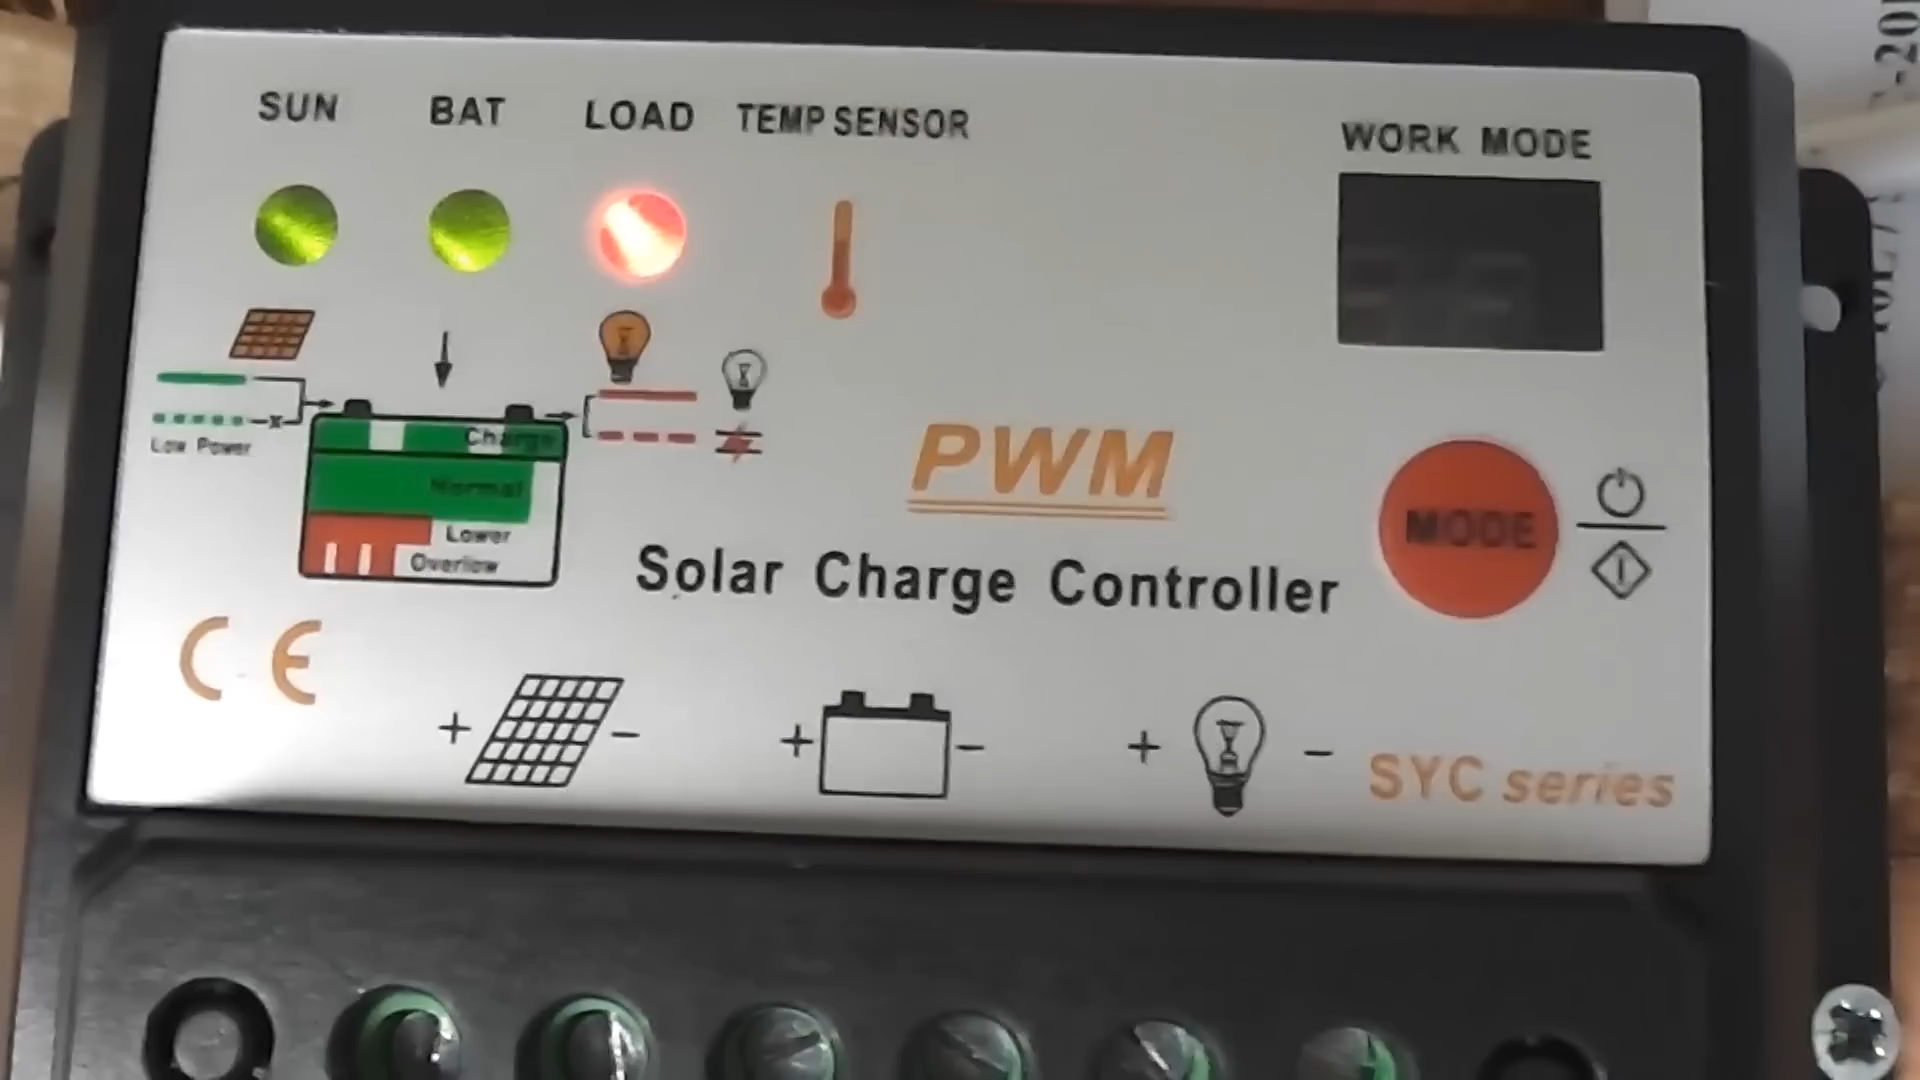 SUN BAT LOAD TEMP SENSOR
WORK MODE
Low Power
Charge
Normal
Lower
Overlow
PWM
MODE
Solar Charge Controller
CE
+ - + - + -
SYC series